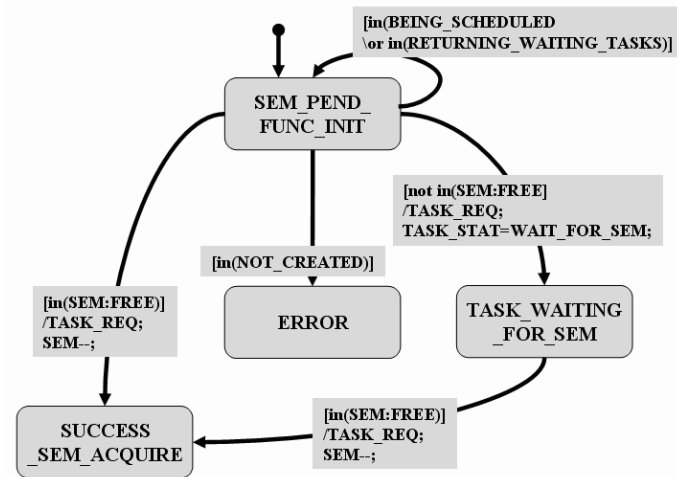 [in(BEING_SCHEDULED
\or in(RETURNING_WAITING_TASKS)]
SEM_PEND_
FUNC_INIT
[not in(SEM:FREE]
/TASK_REQ;
TASK_STAT=WAIT_FOR_SEM;
[in(NOT_CREATED)]
[in(SEM:FREE)]
/TASK_REQ;
SEM--;
ERROR
TASK_WAITING
_FOR_SEM
[in(SEM:FREE)]
/TASK_REQ;
SEM--;
SUCCESS
_SEM_ACQUIRE